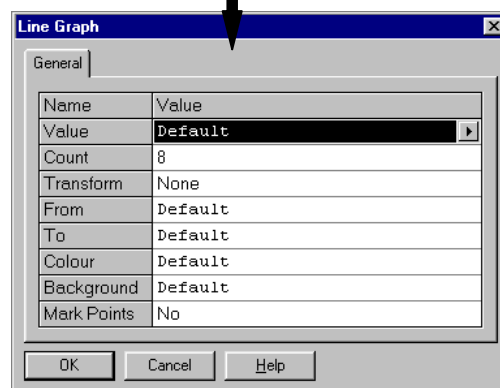 Line Graph
General
Name Value
Value Default
Count 8
Transform None
From Default
To Default
Colour Default
Background Default
Mark Points No
OK Cancel Help